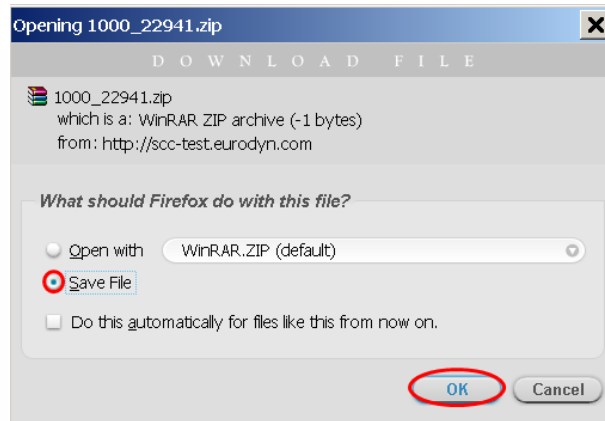 Opening 1000_22941.zip
DOWNLOAD FILE
1000_22941.zip
which is a: WinRAR ZIP archive (-1 bytes)
from: http://scc-test.eurodyn.com
What should Firefox do with this file?
Open with WinRAR.ZIP (default)
Save File
Do this automatically for files like this from now on.
OK Cancel